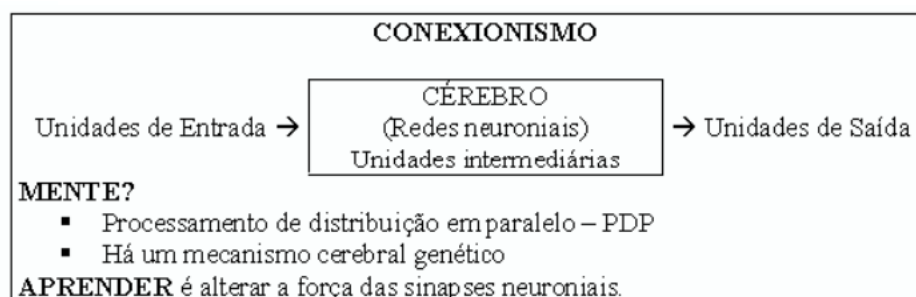 CONEXIONISMO
CÉREBRO
Unidades de Entrada → (Redes neuroniais) → Unidades de Saída
Unidades intermediárias
MENTE?
▪ Processamento de distribuição em paralelo – PDP
▪ Há um mecanismo cerebral genético
APRENDER é alterar a força das sinapses neuroniais.